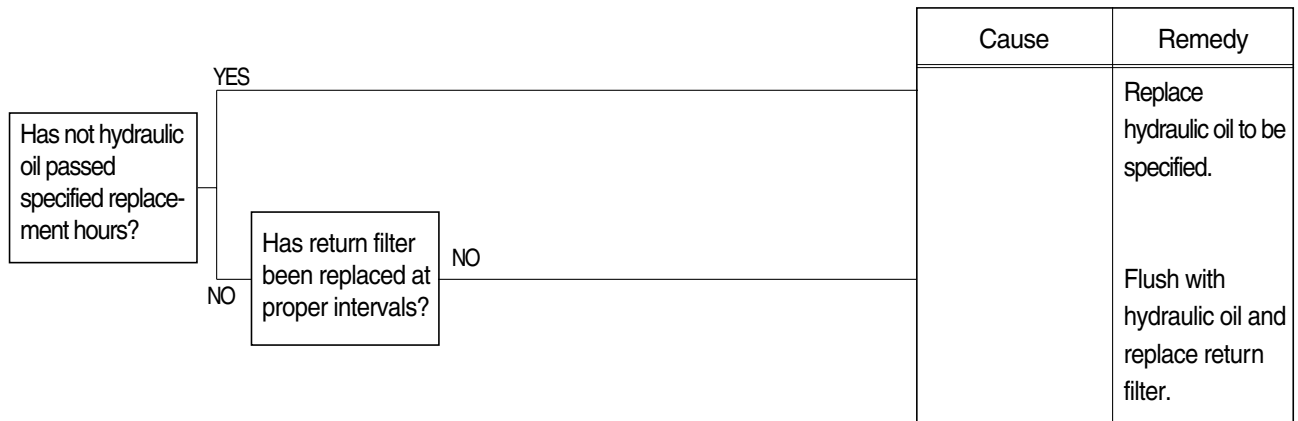 Cause
Remedy
YES
Replace
hydraulic oil to be
specified.
Has not hydraulic
oil passed
specified replace-
ment hours?
NO
Has return filter
been replaced at
proper intervals?
NO
Flush with
hydraulic oil and
replace return
filter.